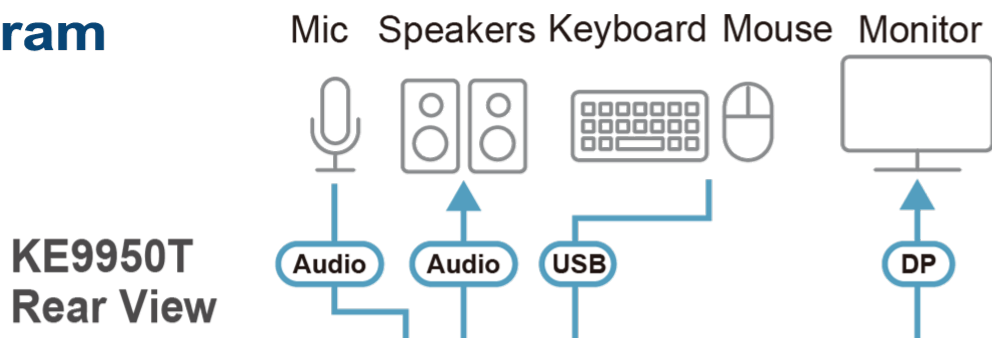 ram
Mic Speakers Keyboard Mouse Monitor
Audio Audio USB DP
KE9950T
Rear View